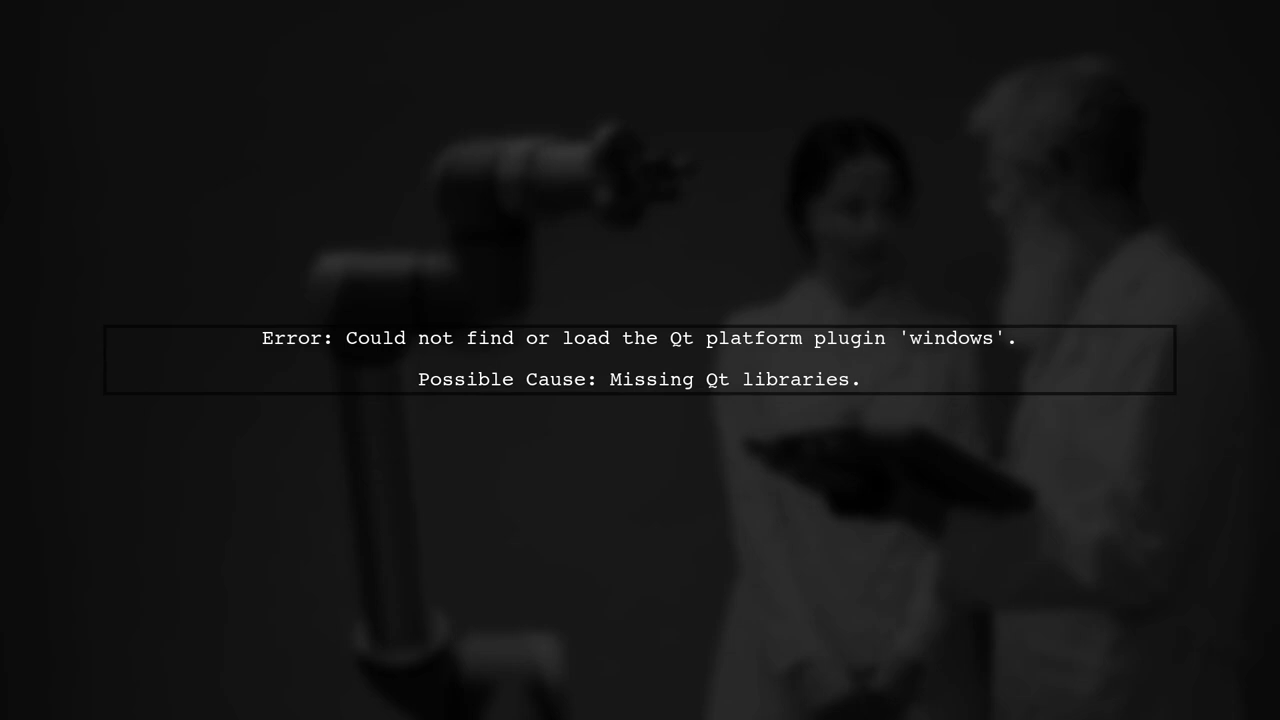 Error: Could not find or load the Qt platform plugin 'windows'.
Possible Cause: Missing Qt libraries.